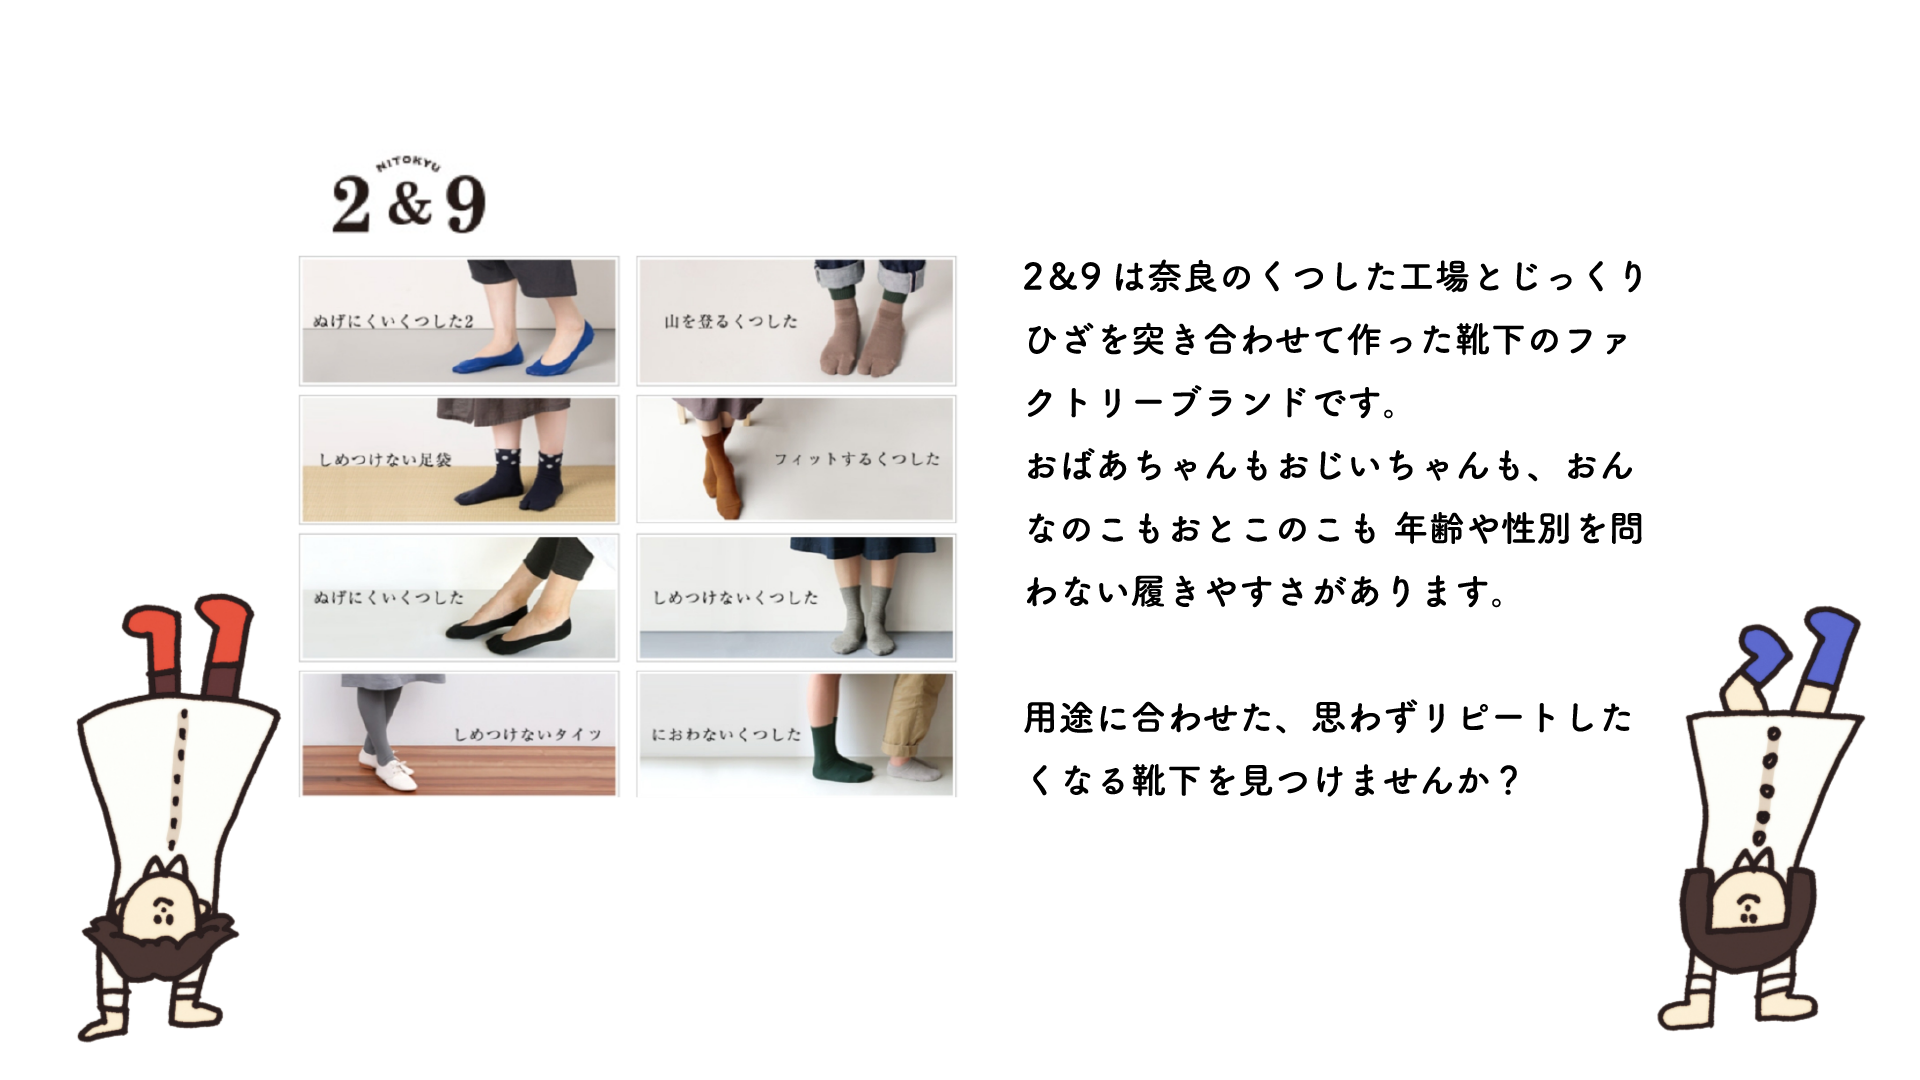 NITOKYU
2&9
ぬげにくいくつした2
山を登るくつした
しめつけない足袋
フィットするくつした
ぬげにくいくつした
しめつけないくつした
しめつけないタイツ
におわないくつした
2&9 は奈良のくつした工場とじっくり
ひざを突き合わせて作った靴下のファ
クトリーブランドです。
おばあちゃんもおじいちゃんも、おん
なのこもおとこのこも 年齢や性別を問
わない履きやすさがあります。
用途に合わせた、思わずリピートした
くなる靴下を見つけませんか？